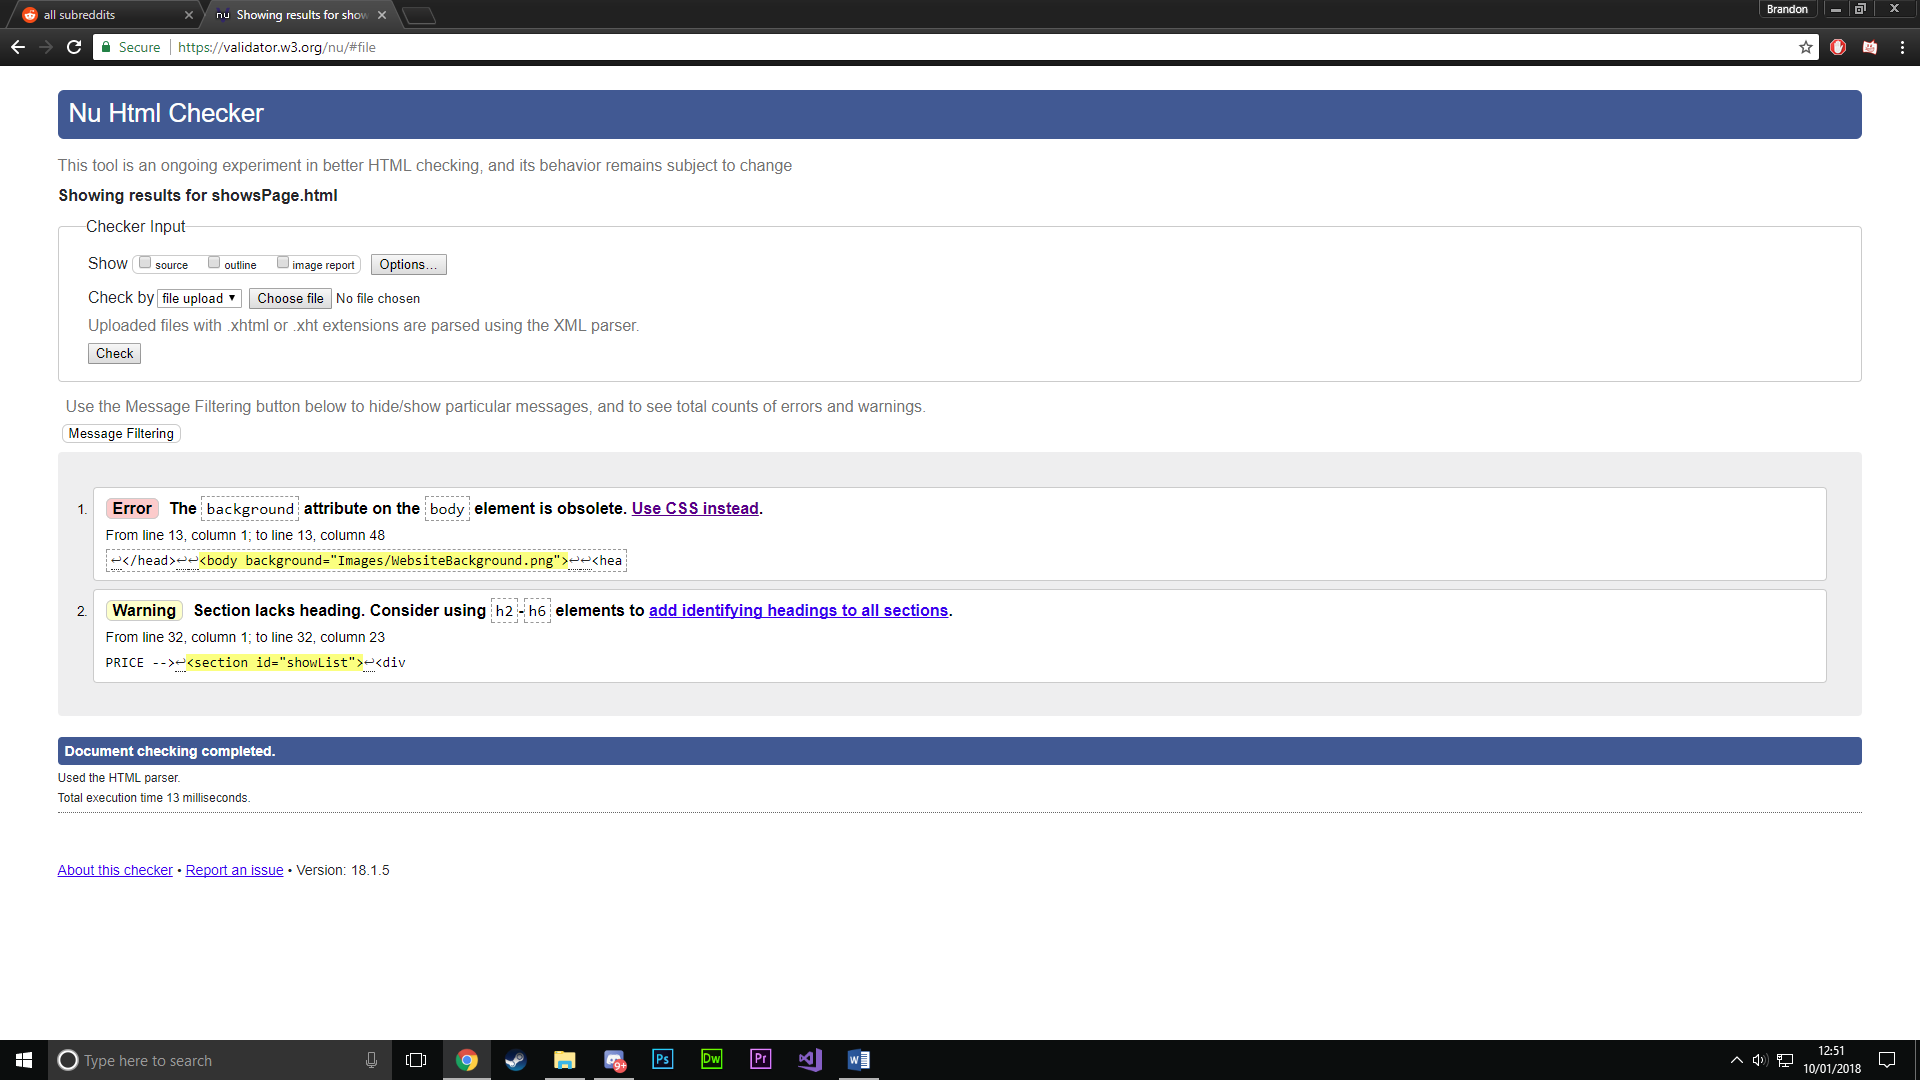 all subreddits
nu Showing results for show
Brandon
Secure https://validator.w3.org/nu/#file
Nu Html Checker
This tool is an ongoing experiment in better HTML checking, and its behavior remains subject to change
Showing results for showsPage.html
Checker Input
Show source outline image report Options...
Check by file upload Choose file No file chosen
Uploaded files with .xhtml or .xht extensions are parsed using the XML parser.
Check
Use the Message Filtering button below to hide/show particular messages, and to see total counts of errors and warnings.
Message Filtering
1. Error The background attribute on the body element is obsolete. Use CSS instead.
From line 13, column 1; to line 13, column 48
↩</head>↩↩<body background="Images/WebsiteBackground.png">↩↩<hea
2. Warning Section lacks heading. Consider using h2-h6 elements to add identifying headings to all sections.
From line 32, column 1; to line 32, column 23
PRICE -->↩<section id="showList">↩<div
Document checking completed.
Used the HTML parser.
Total execution time 13 milliseconds.
About this checker • Report an issue • Version: 18.1.5
Type here to search
9+
Ps
Dw
Pr
12:51
10/01/2018